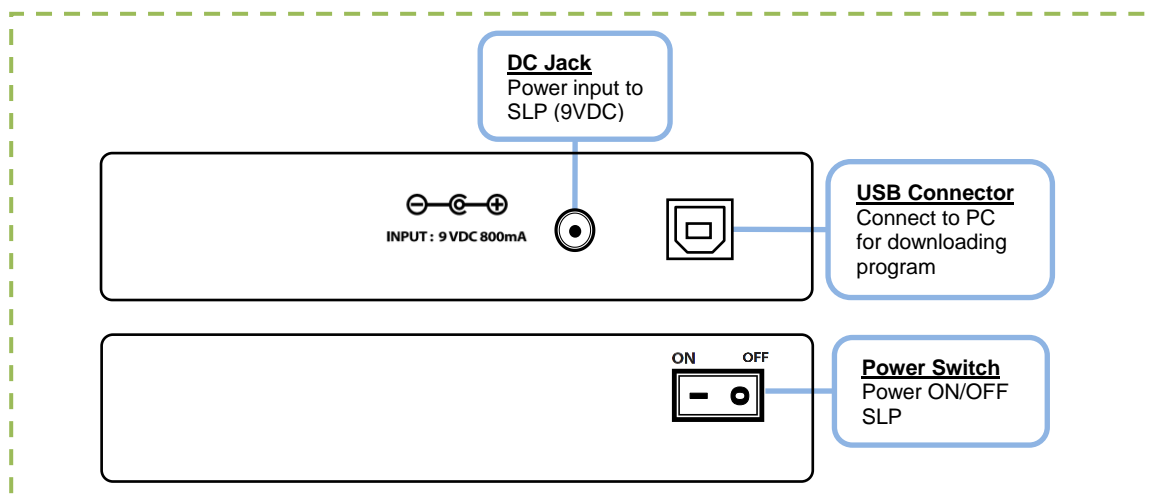 DC Jack
Power input to
SLP (9VDC)
INPUT : 9 VDC 800mA
USB Connector
Connect to PC
for downloading
program
ON OFF
Power Switch
Power ON/OFF
SLP